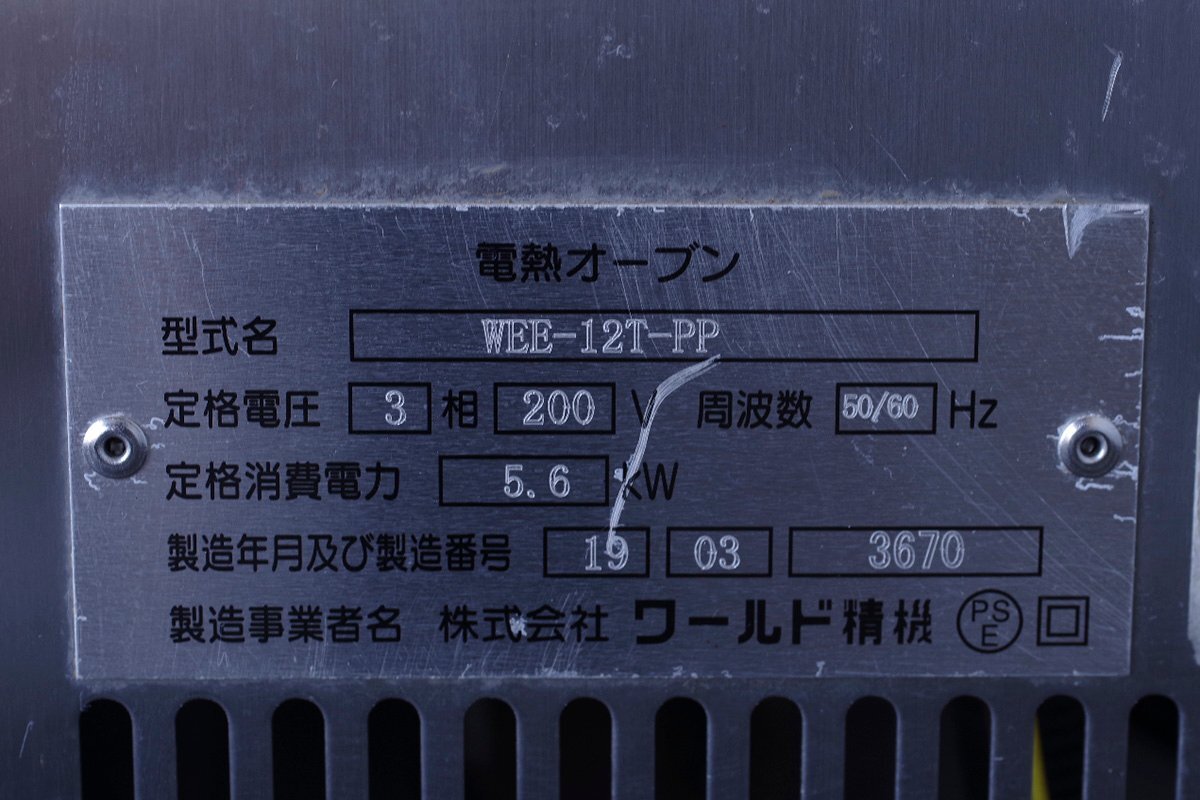 電熱オーブン
型式名 WEE-12T-PP
定格電圧 3 相 200 V 周波数 50/60 Hz
定格消費電力 5.6 kW
製造年月及び製造番号 19 03 3670
製造事業者名 株式会社 ワールド精機 PSE